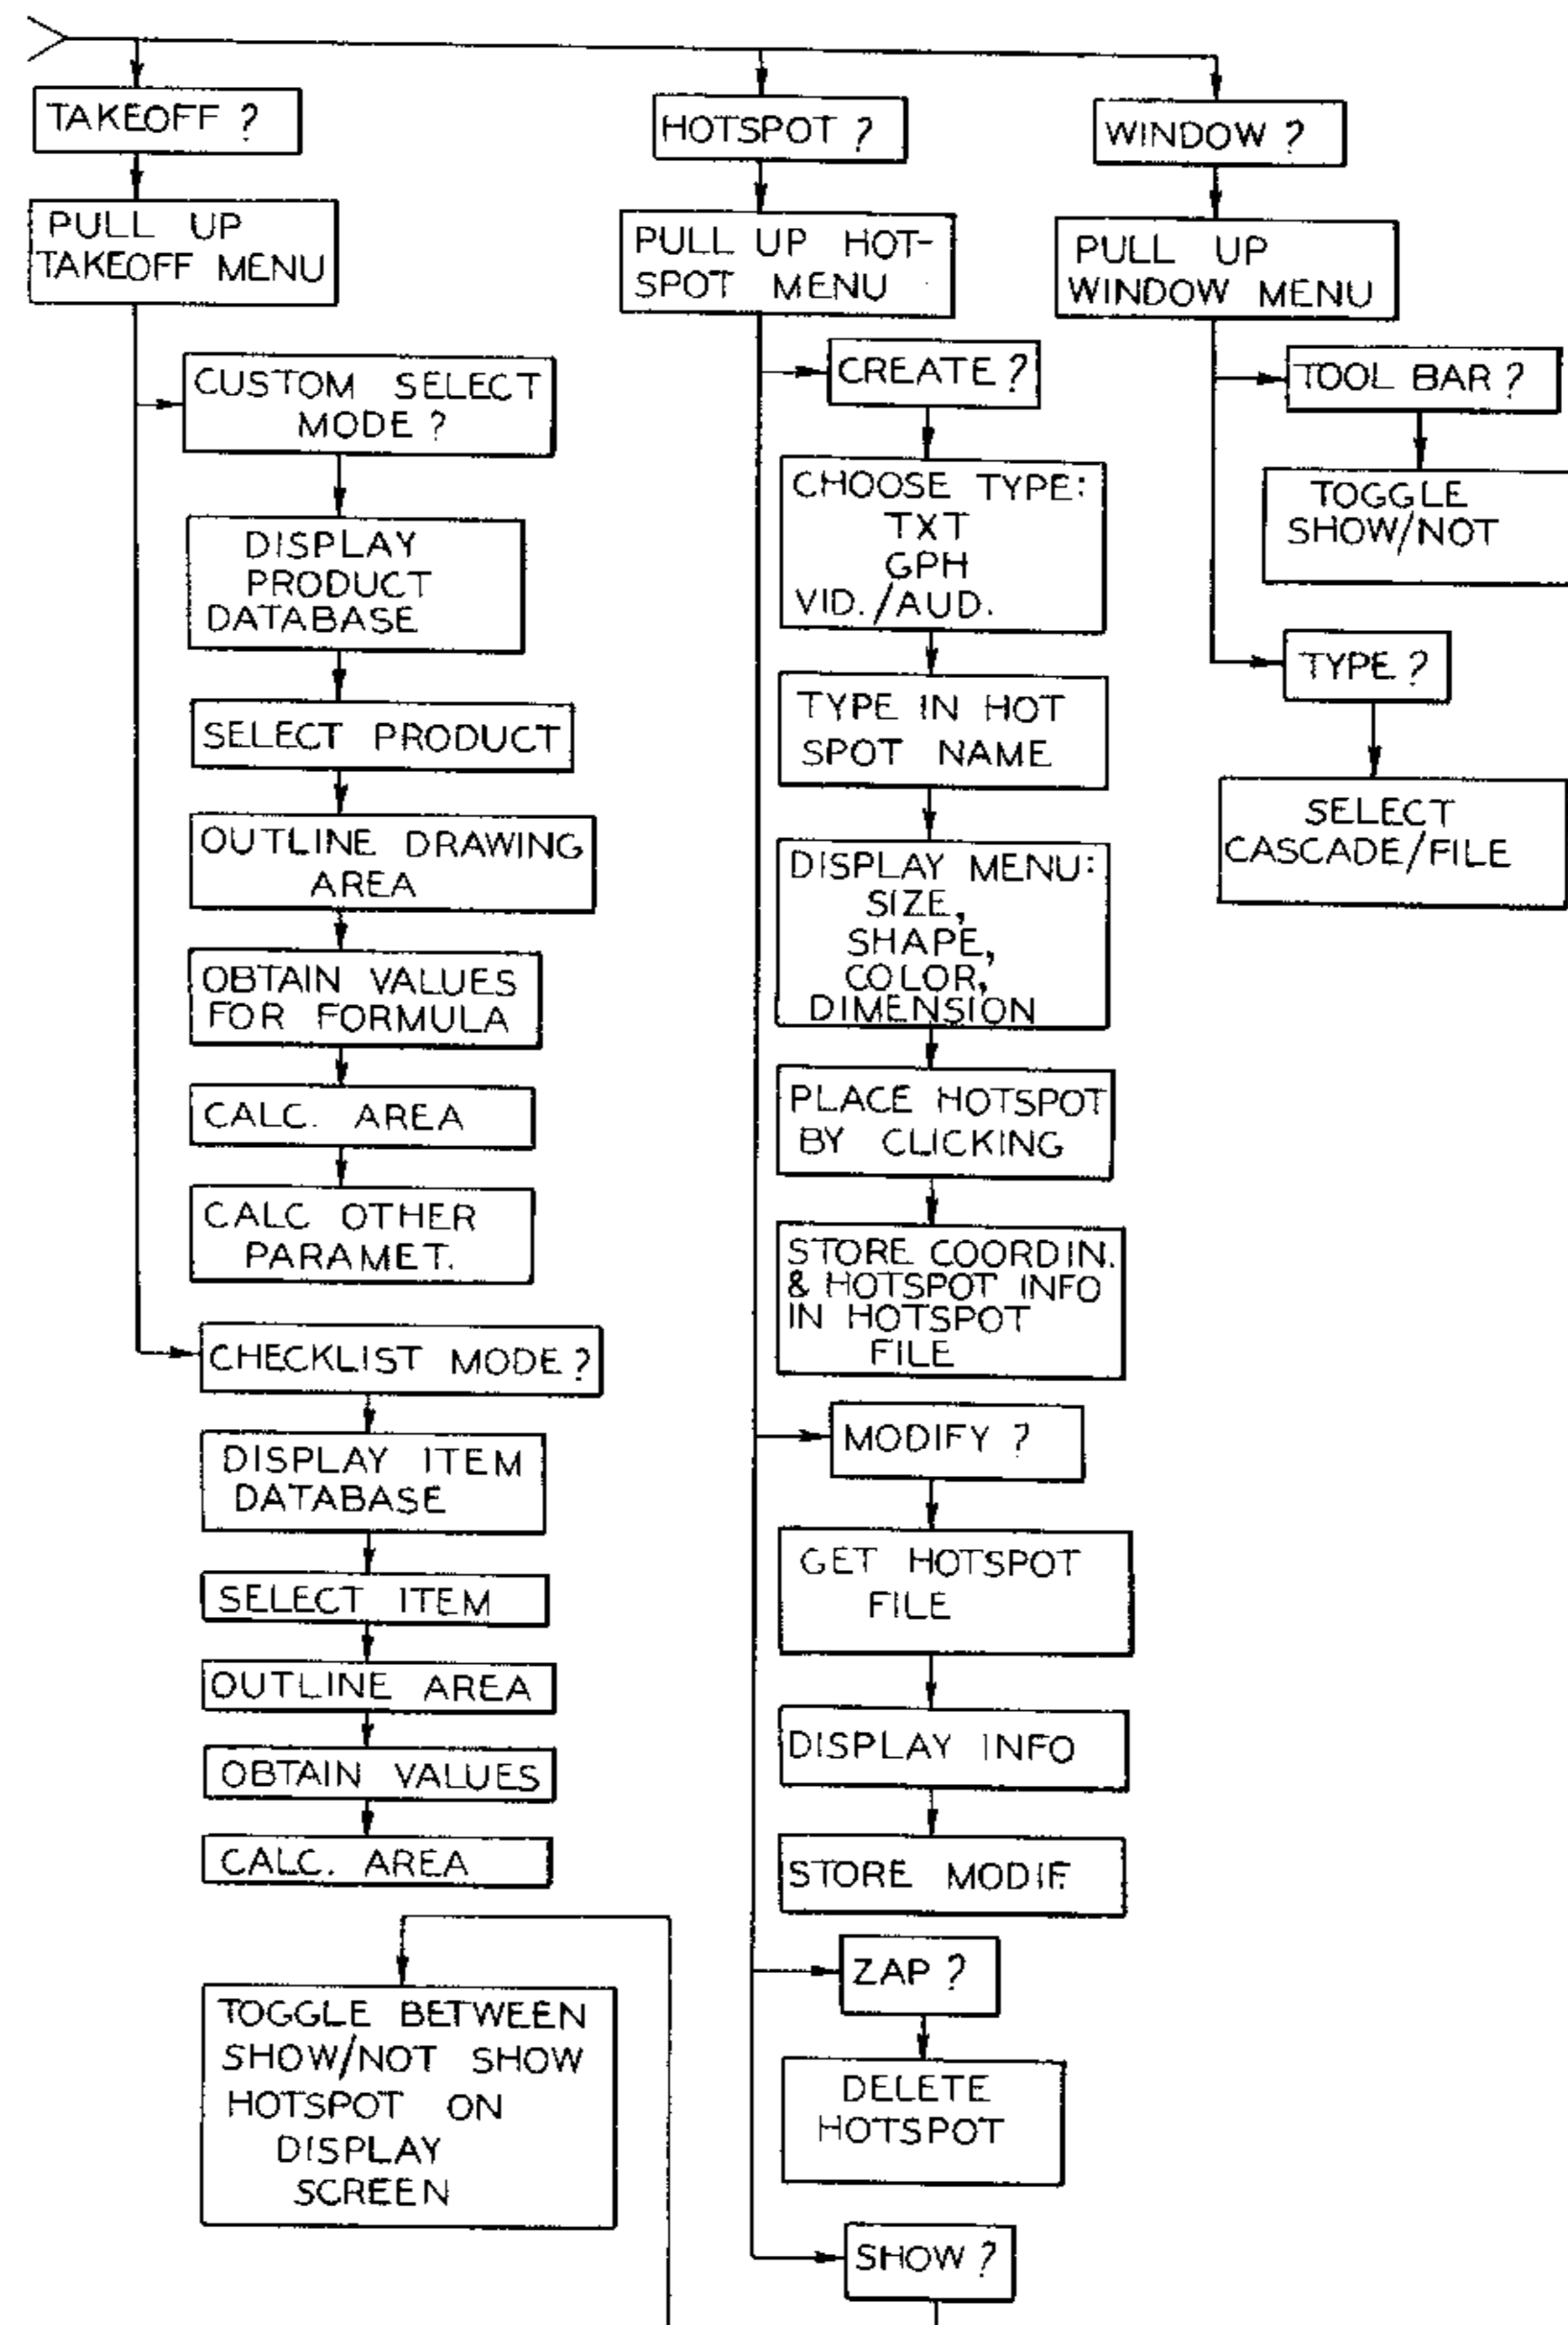 TAKEOFF ?
PULL UP
TAKEOFF MENU
CUSTOM SELECT
MODE ?
DISPLAY
PRODUCT
DATABASE
SELECT PRODUCT
OUTLINE DRAWING
AREA
OBTAIN VALUES
FOR FORMULA
CALC. AREA
CALC OTHER
PARAMET.
CHECKLIST MODE ?
DISPLAY ITEM
DATABASE
SELECT ITEM
OUTLINE AREA
OBTAIN VALUES
CALC. AREA
HOTSPOT ?
PULL UP HOT-
SPOT MENU
CREATE ?
CHOOSE TYPE:
TXT
GPH
VID./AUD.
TYPE IN HOT
SPOT NAME
DISPLAY MENU:
SIZE,
SHAPE,
COLOR,
DIMENSION
PLACE HOTSPOT
BY CLICKING
STORE COORDIN.
& HOTSPOT INFO
IN HOTSPOT
FILE
MODIFY ?
GET HOTSPOT
FILE
DISPLAY INFO
STORE MODIF.
ZAP ?
DELETE
HOTSPOT
SHOW ?
TOGGLE BETWEEN
SHOW/NOT SHOW
HOTSPOT ON
DISPLAY
SCREEN
WINDOW ?
PULL UP
WINDOW MENU
TOOL BAR ?
TOGGLE
SHOW/NOT
TYPE ?
SELECT
CASCADE/FILE